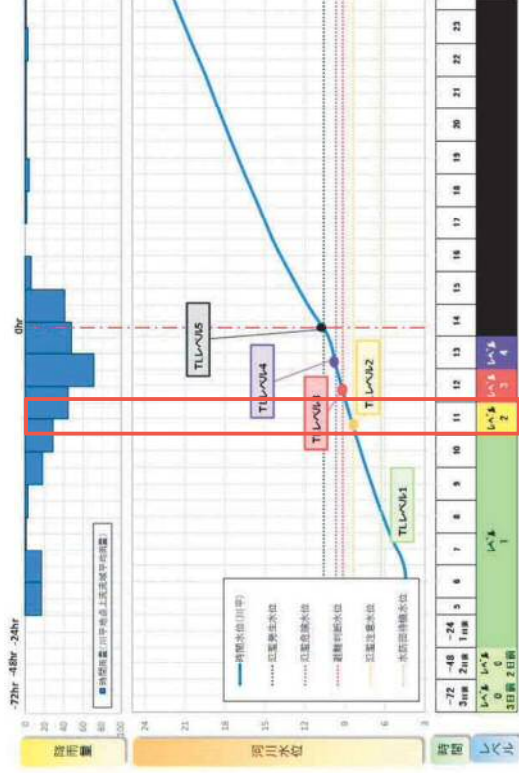 -72hr -48hr -24hr
0hr
降雨量
0
20
40
60
80
100
時間雨量(川平地点上流流域平均雨量)
河川水位
24
21
18
15
12
9
6
3
時間水位(川平)
氾濫発生水位
氾濫危険水位
避難判断水位
氾濫注意水位
水防団待機水位
TLレベル5
TLレベル4
TLレベル3
TLレベル2
TLレベル1
時間
-72 -48 -24 5 6 7 8 9 10 11 12 13 14 15 16 17 18 19 20 21 22 23
3日前 2日前 1日前
レベル
レベル レベル レベル レベル レベル レベル
0 0 1 2 3 4
3日前 2日前